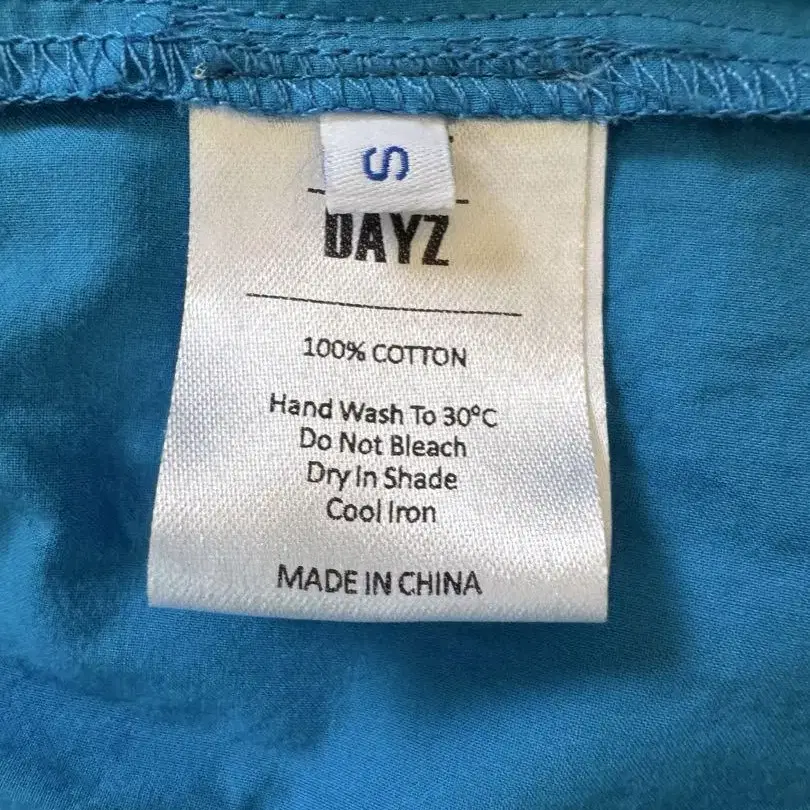 S
DAYZ
100% COTTON
Hand Wash To 30°C
Do Not Bleach
Dry In Shade
Cool Iron
MADE IN CHINA